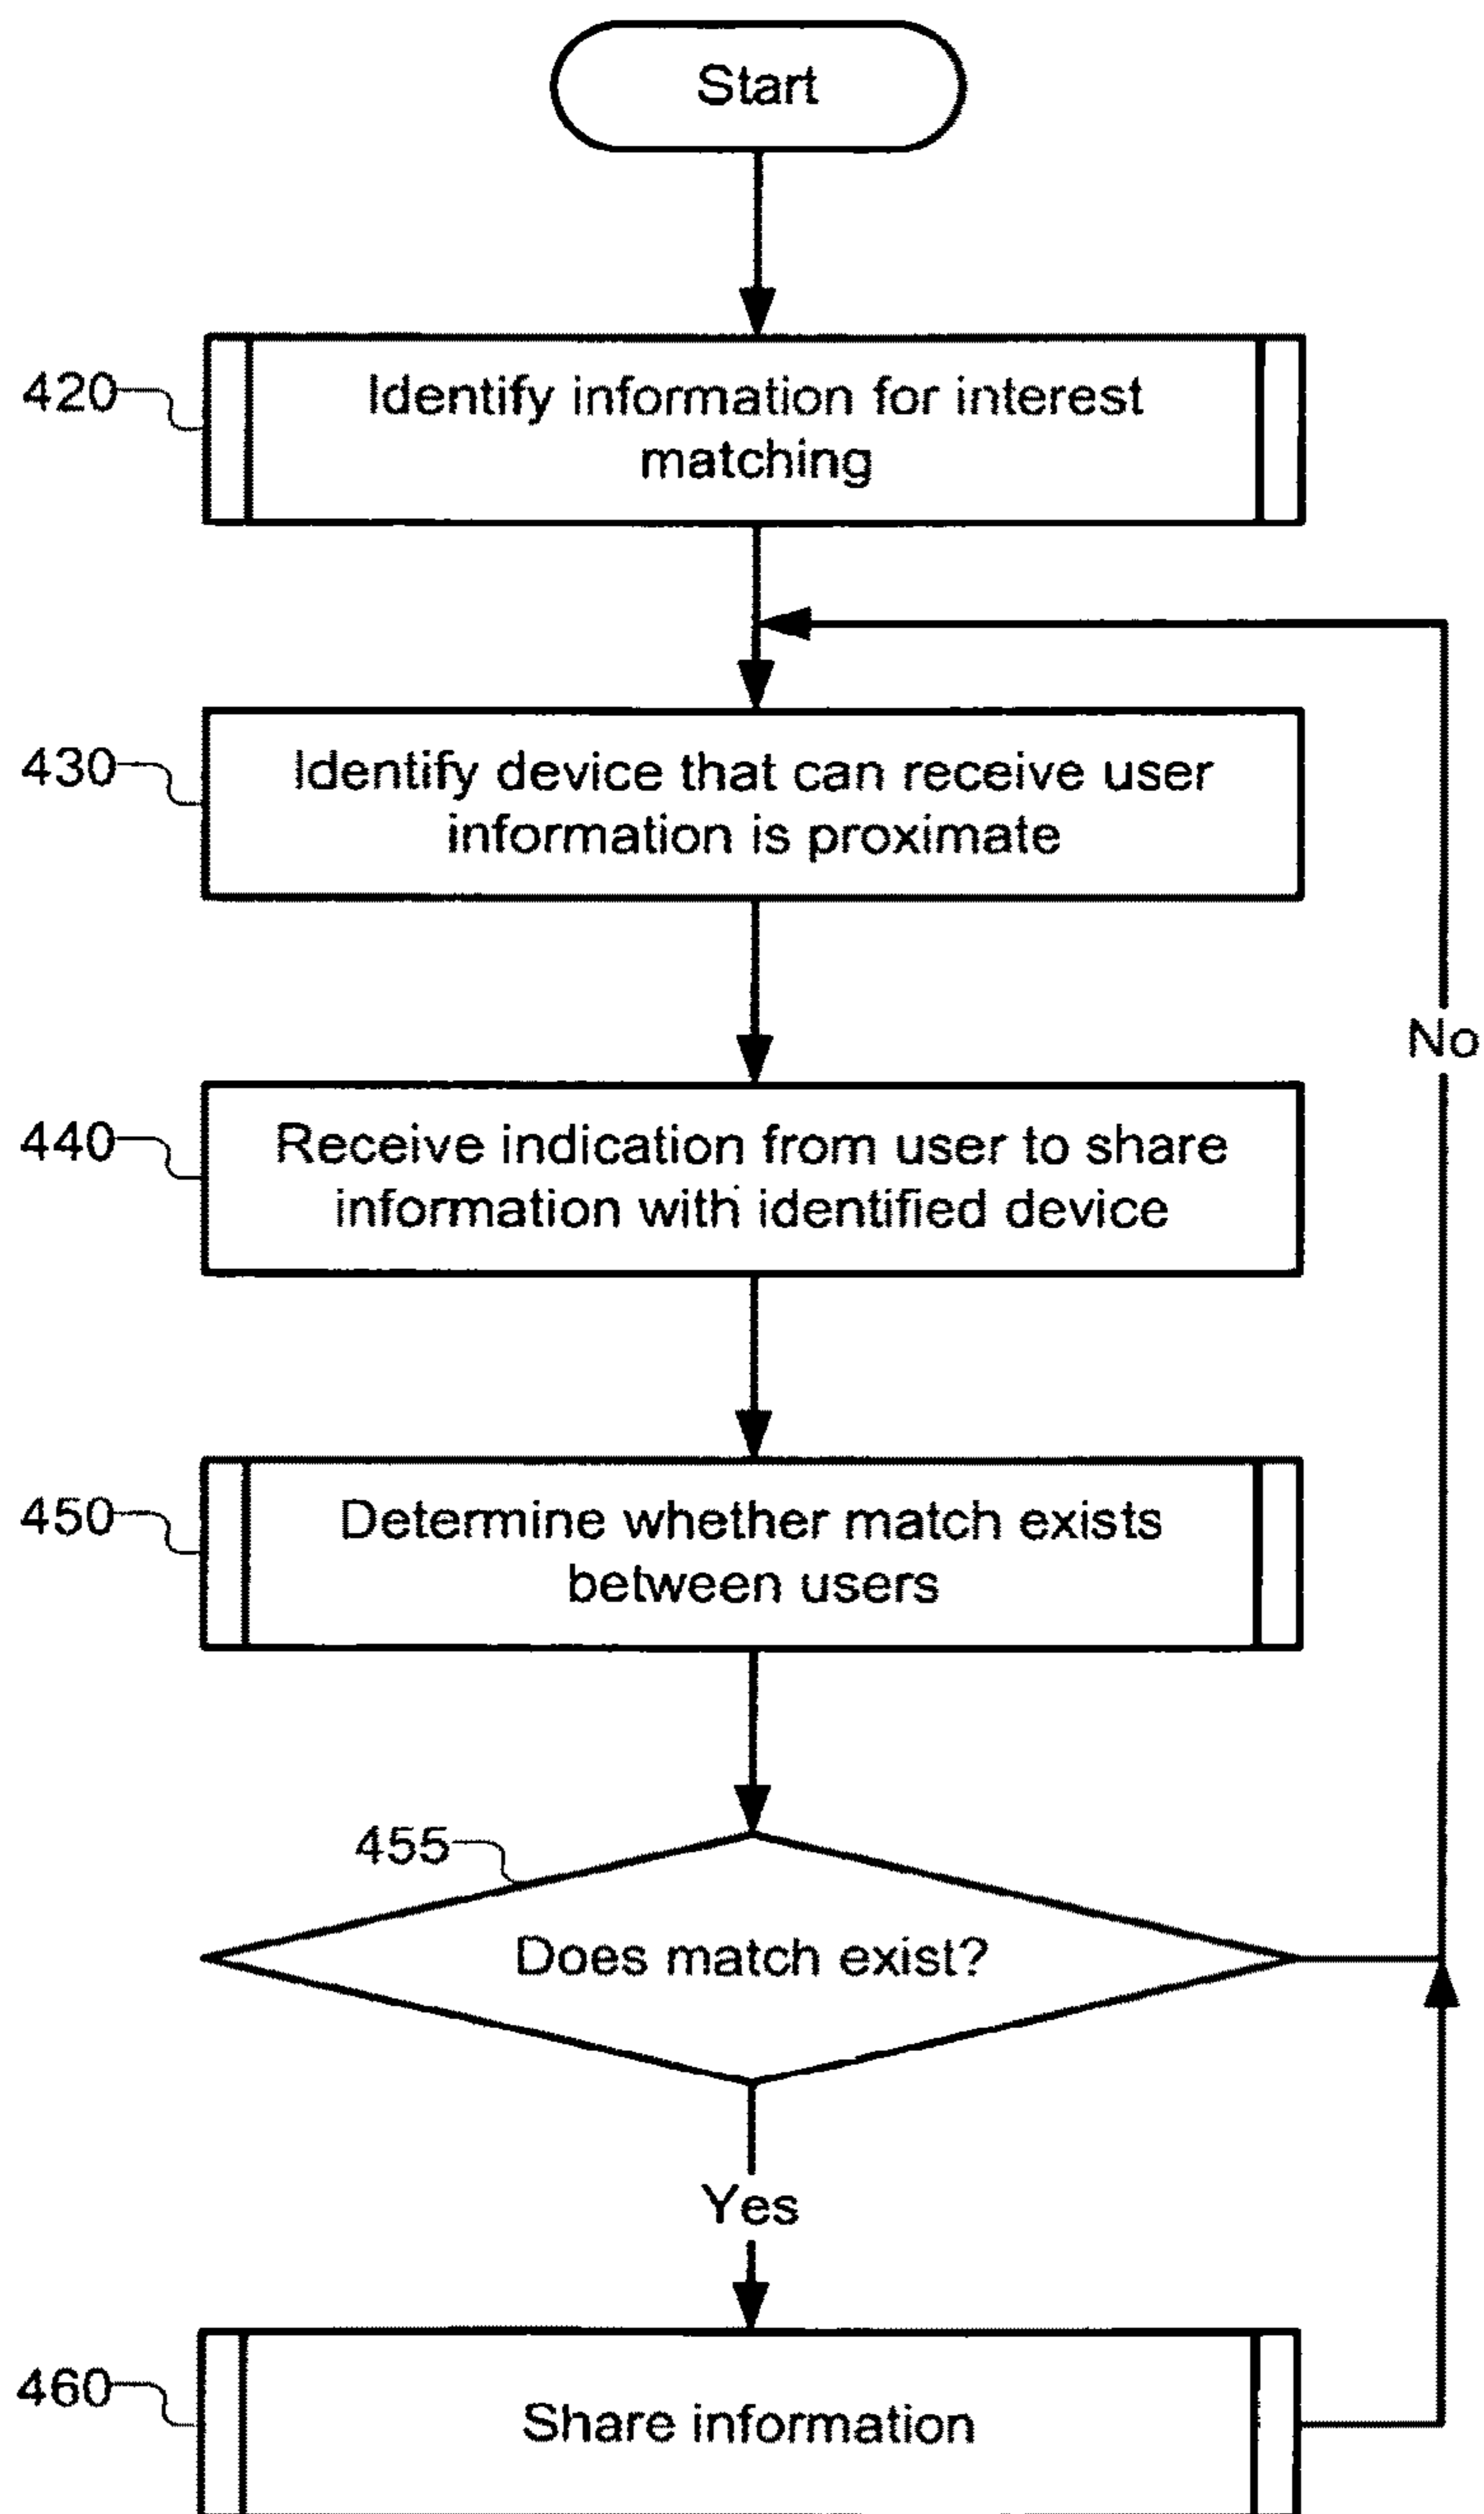 Start
420
Identify information for interest
matching
430
Identify device that can receive user
information is proximate
No
440
Receive indication from user to share
information with identified device
450
Determine whether match exists
between users
455
Does match exist?
Yes
460
Share information